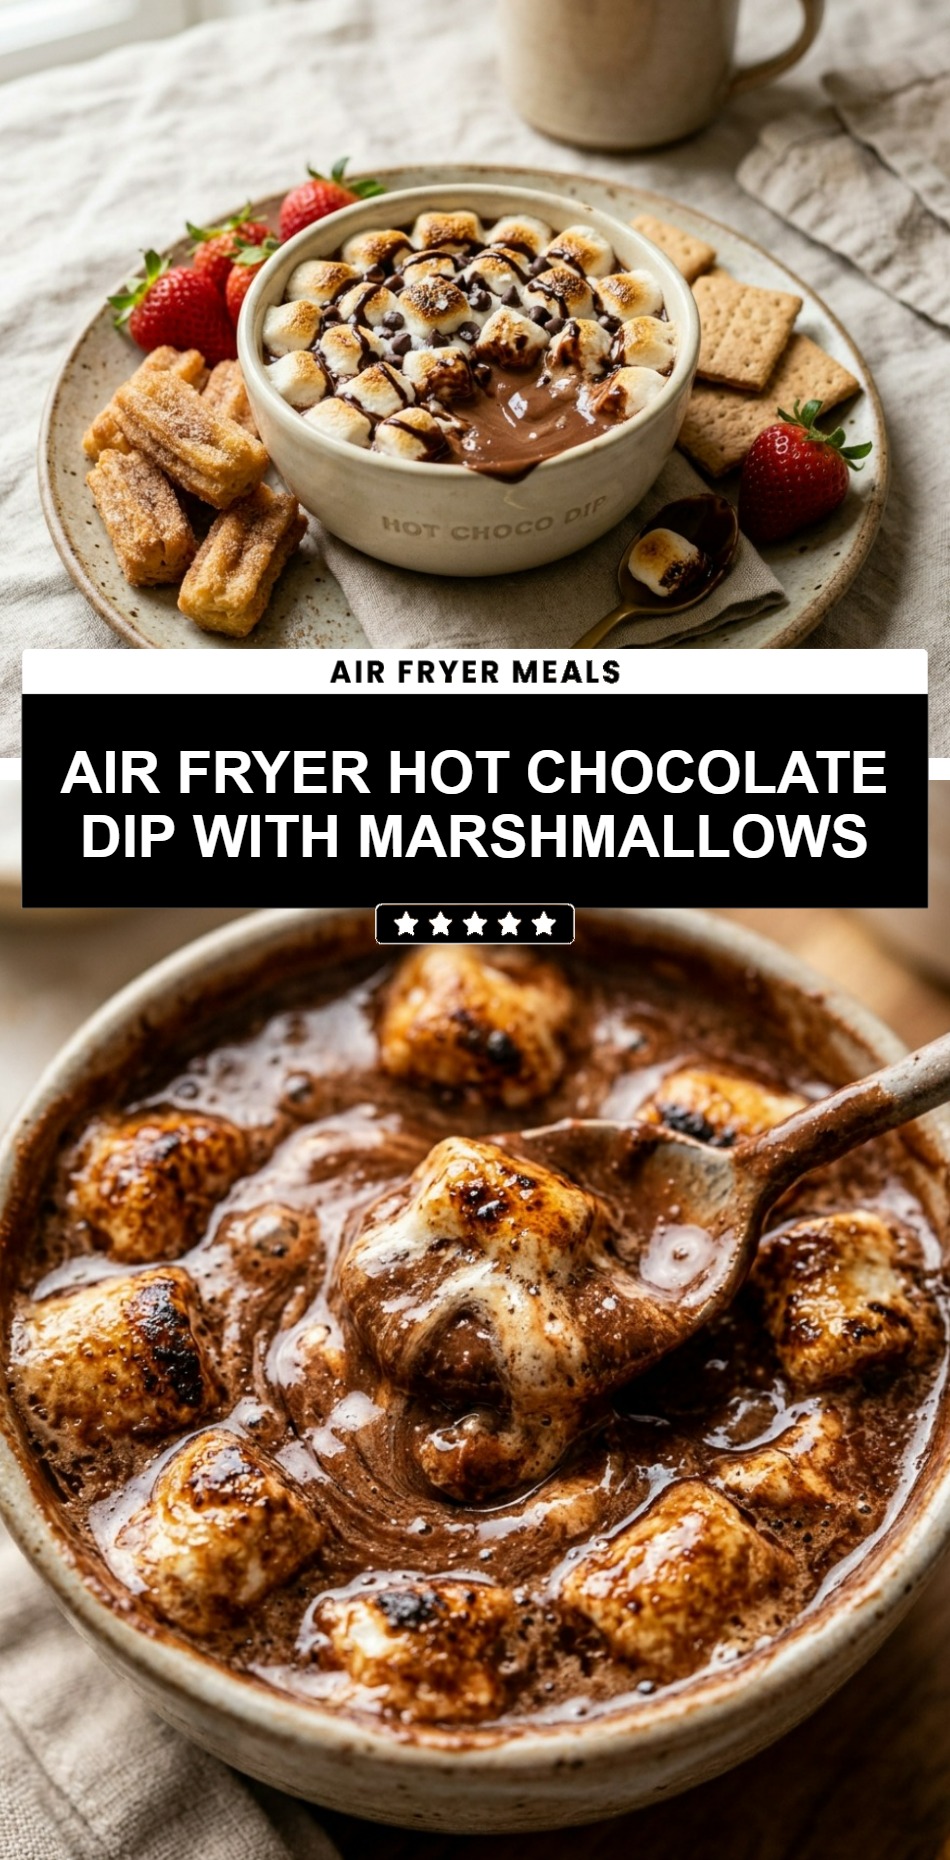 HOT CHOCO DIP
AIR FRYER MEALS
AIR FRYER HOT CHOCOLATE
DIP WITH MARSHMALLOWS